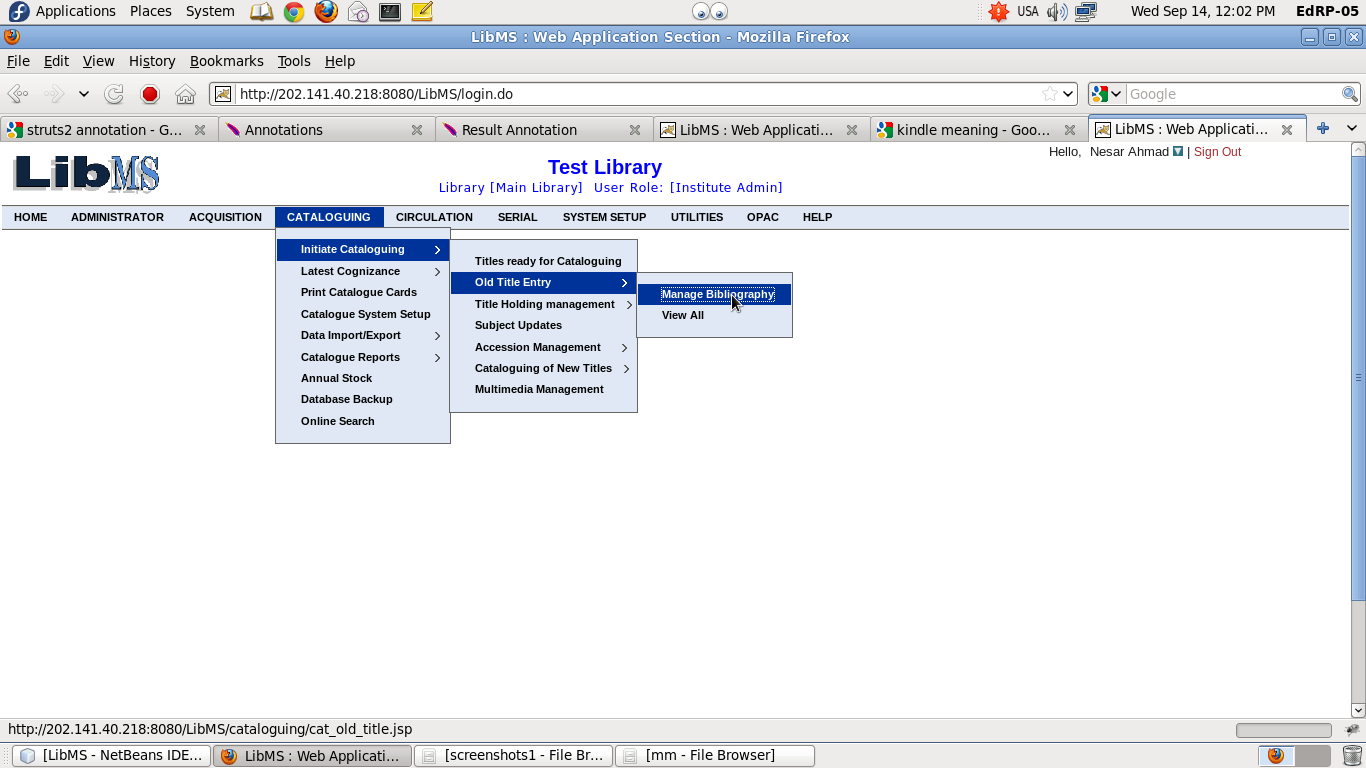 Applications Places System USA Wed Sep 14, 12:02 PM EdRP-05
LibMS : Web Application Section - Mozilla Firefox
File Edit View History Bookmarks Tools Help
http://202.141.40.218:8080/LibMS/login.do Google
struts2 annotation - G... Annotations Result Annotation LibMS : Web Applicati... kindle meaning - Goo... LibMS : Web Applicati...
Hello, Nesar Ahmad | Sign Out
LibMS
Test Library
Library [Main Library] User Role: [Institute Admin]
HOME ADMINISTRATOR ACQUISITION CATALOGUING CIRCULATION SERIAL SYSTEM SETUP UTILITIES OPAC HELP
Initiate Cataloguing
Latest Cognizance
Print Catalogue Cards
Catalogue System Setup
Data Import/Export
Catalogue Reports
Annual Stock
Database Backup
Online Search
Titles ready for Cataloguing
Old Title Entry
Title Holding management
Subject Updates
Accession Management
Cataloguing of New Titles
Multimedia Management
Manage Bibliography
View All
http://202.141.40.218:8080/LibMS/cataloguing/cat_old_title.jsp
[LibMS - NetBeans IDE... LibMS : Web Applicati... [screenshots1 - File Br... [mm - File Browser]